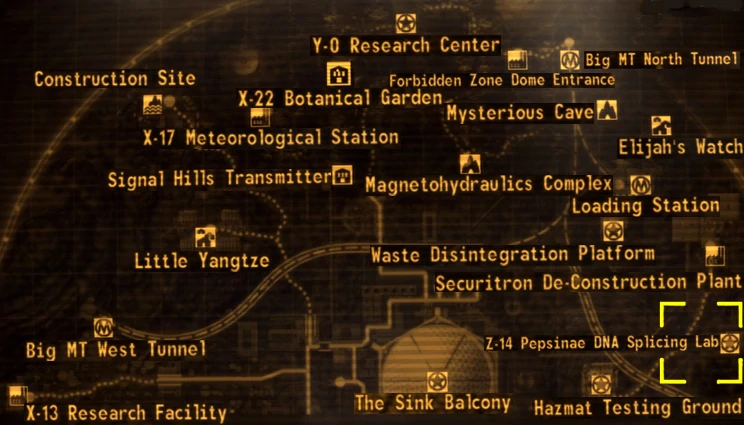 Y-0 Research Center
Big MT North Tunnel
Construction Site
Forbidden Zone Dome Entrance
X-22 Botanical Garden
Mysterious Cave
X-17 Meteorological Station
Elijah's Watch
Signal Hills Transmitter
Magnetohydraulics Complex
Loading Station
Little Yangtze
Waste Disintegration Platform
Securitron De-Construction Plant
Z-14 Pepsinae DNA Splicing Lab
Big MT West Tunnel
X-13 Research Facility
The Sink Balcony
Hazmat Testing Ground